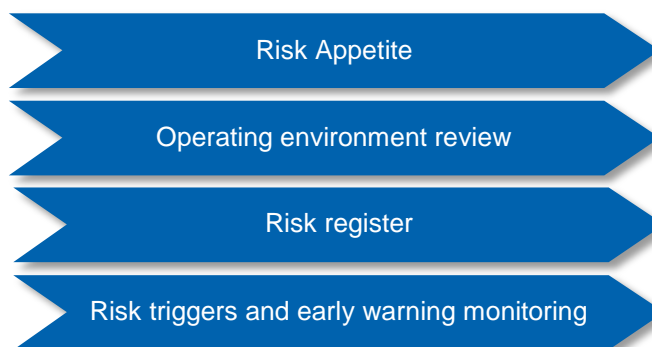 Risk Appetite
Operating environment review
Risk register
Risk triggers and early warning monitoring